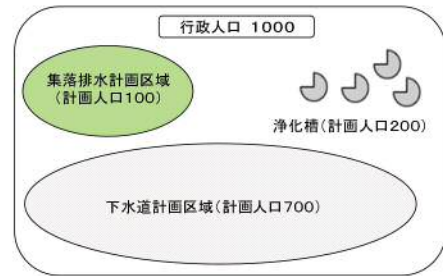 行政人口 1000
集落排水計画区域
(計画人口100)
浄化槽(計画人口200)
下水道計画区域(計画人口700)